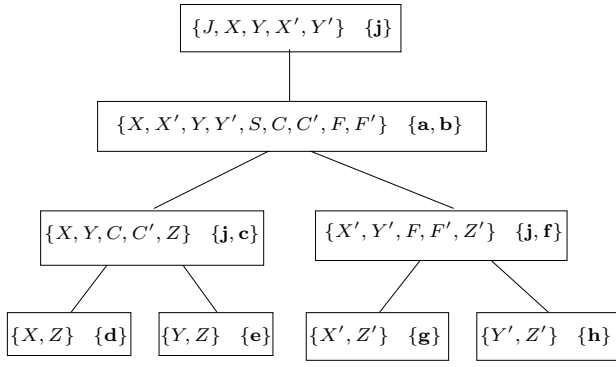 {J, X, Y, X′, Y′} {j}
{X, X′, Y, Y′, S, C, C′, F, F′} {a, b}
{X, Y, C, C′, Z} {j, c} {X′, Y′, F, F′, Z′} {j, f}
{X, Z} {d} {Y, Z} {e} {X′, Z′} {g} {Y′, Z′} {h}